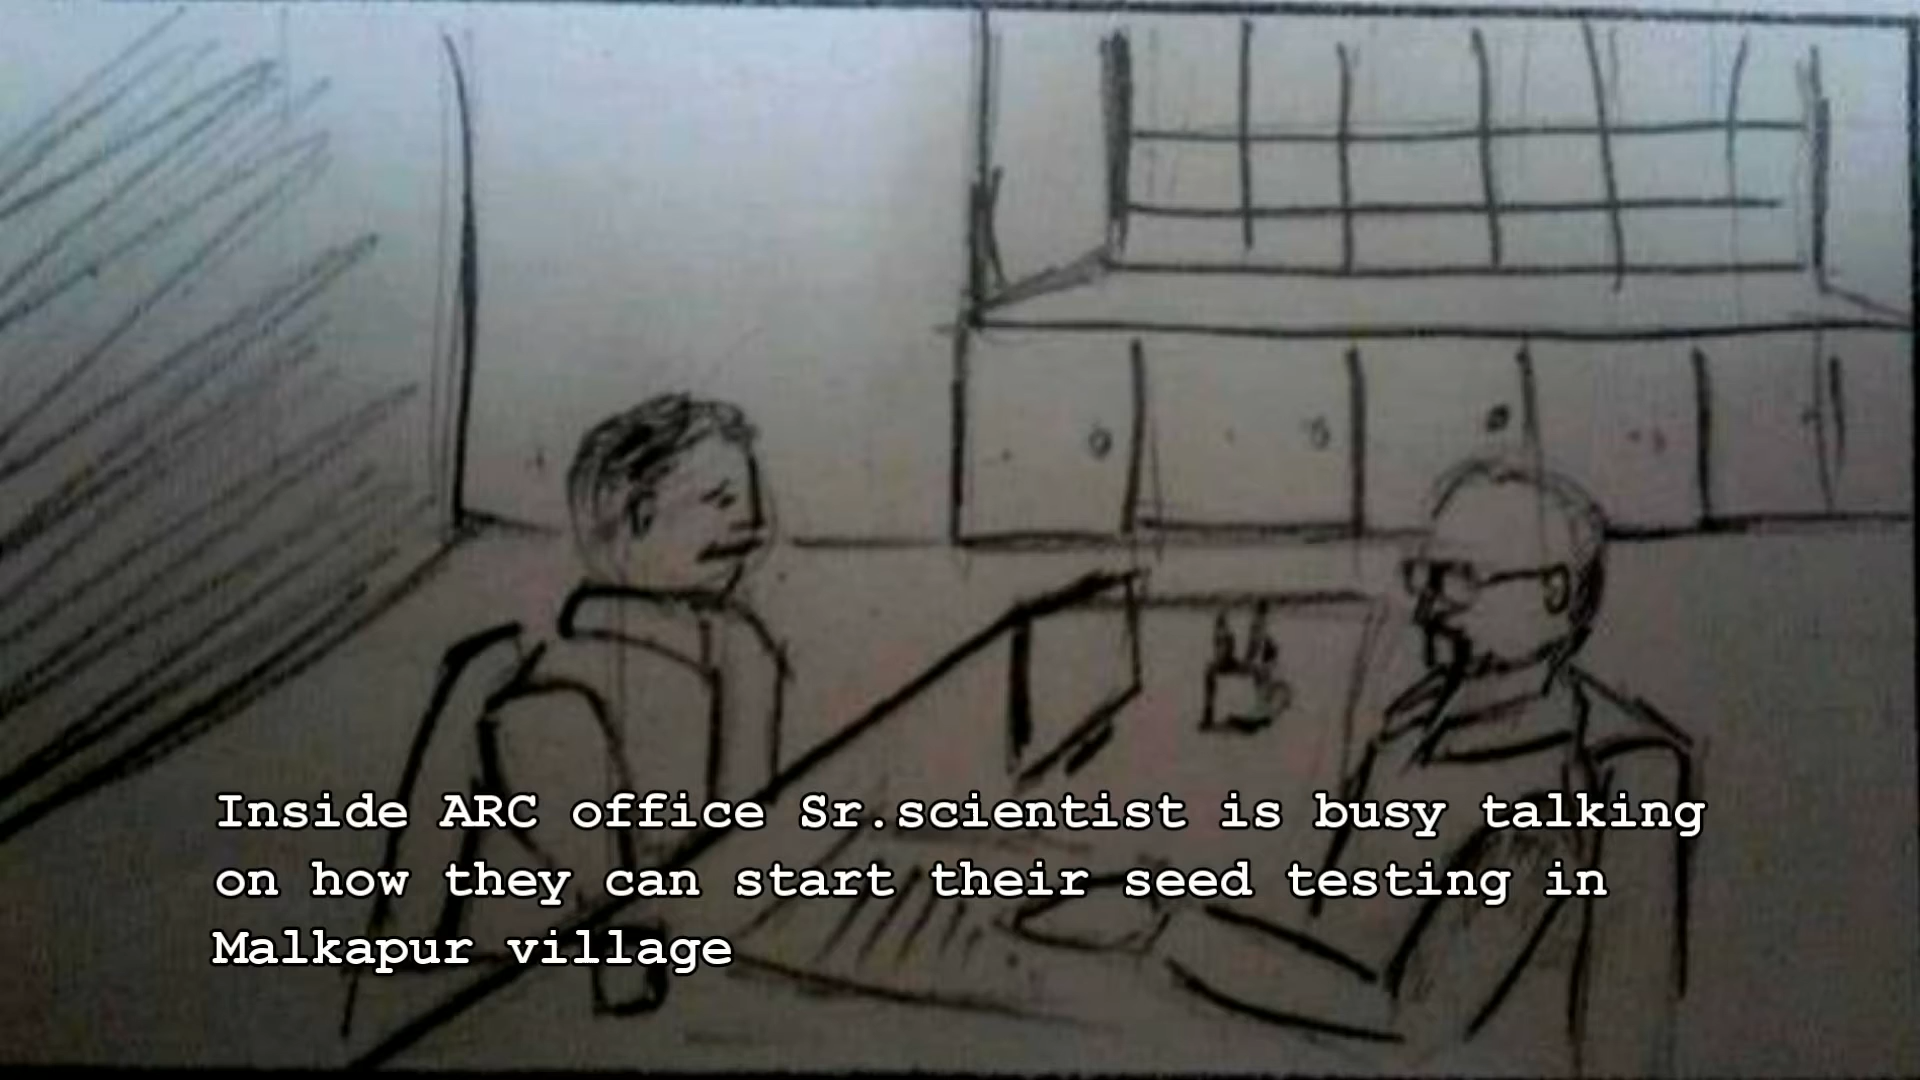 Inside ARC office Sr.scientist is busy talking
on how they can start their seed testing in
Malkapur village